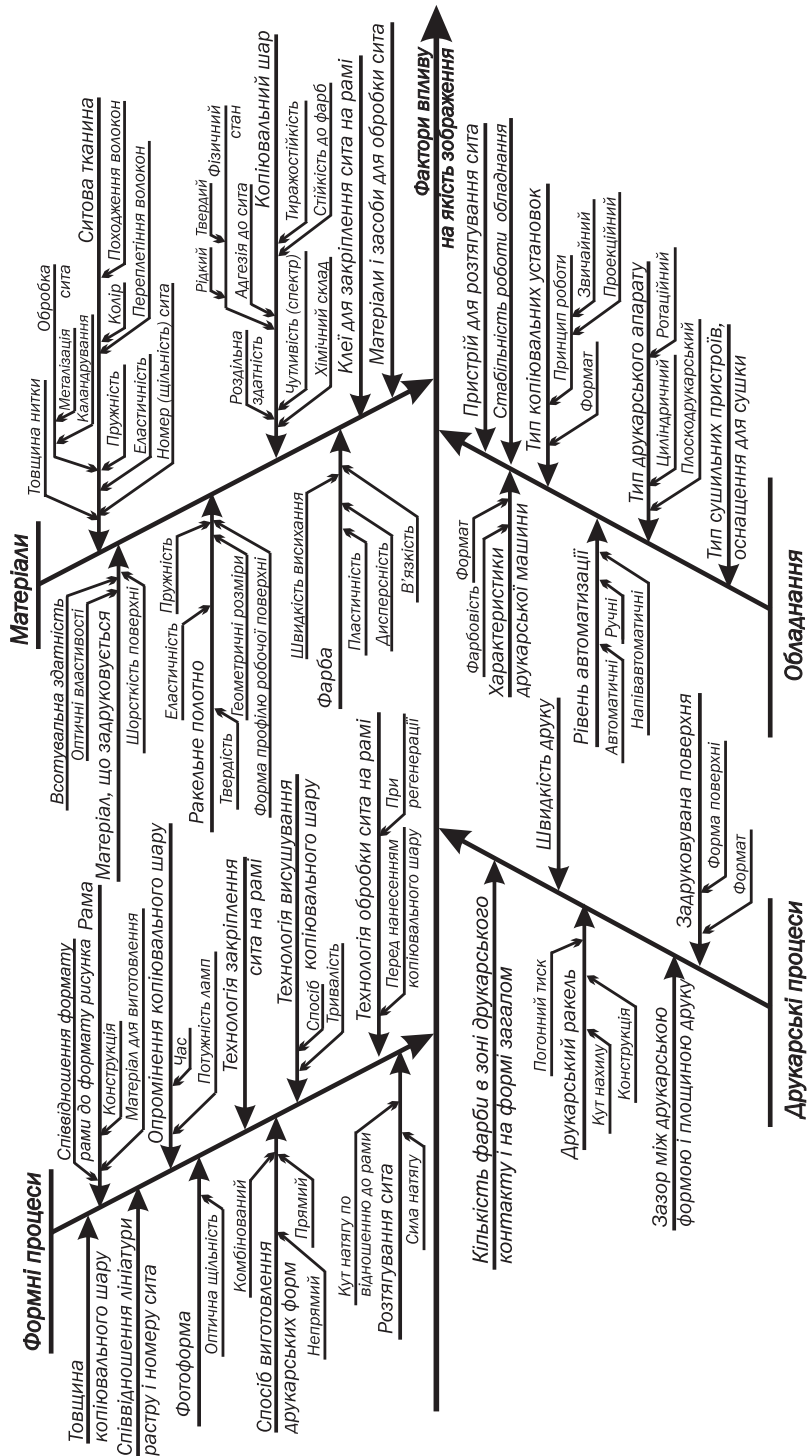 Формні процеси
Товщина
копіювального шару
Співвідношення лініатури
растру і номеру сита
Фотоформа
Оптична щільність
Спосіб виготовлення
друкарських форм
Комбінований
Прямий
Непрямий
Кут натягу по
відношенню до рами
Розтягування сита
Сила натягу
Співвідношення формату
рами до формату рисунка
Рама
Конструкція
Матеріал для виготовлення
Опромінення копіювального шару
Час
Потужність ламп
Технологія закріплення
сита на рамі
Технологія висушування
копіювального шару
Спосіб
Тривалість
Технологія обробки сита на рамі
Перед нанесенням
копіювального шару
При
регенерації
Матеріали
Всотувальна здатність
Оптичні властивості
Матеріал, що задруковується
Шорсткість поверхні
Еластичність
Пружність
Ракельне полотно
Твердість
Геометричні розміри
Форма профілю робочої поверхні
Швидкість висихання
Фарба
Пластичність
Дисперсність
В'язкість
Товщина нитки
Обробка
сита
Металізація
Каландрування
Ситова тканина
Пружність
Колір
Походження волокон
Еластичність
Переплетіння волокон
Номер (щільність) сита
Рідкий
Твердий
Фізичний
стан
Роздільна
здатність
Адгезія до сита
Копіювальний шар
Чутливість (спектр)
Тиражостійкість
Хімічний склад
Стійкість до фарб
Клеї для закріплення сита на рамі
Матеріали і засоби для обробки сита
Фактори впливу
на якість зображення
Кількість фарби в зоні друкарського
контакту і на формі загалом
Погонний тиск
Друкарський ракель
Кут нахилу
Конструкція
Зазор між друкарською
формою і площиною друку
Швидкість друку
Задруковувана поверхня
Форма поверхні
Формат
Друкарські процеси
Фарбовість
Формат
Характеристики
друкарської машини
Рівень автоматизації
Автоматичні
Ручні
Напівавтоматичні
Пристрій для розтягування сита
Стабільність роботи обладнання
Тип копіювальних установок
Принцип роботи
Формат
Звичайний
Проекційний
Тип друкарського апарату
Циліндричний
Ротаційний
Плоскодрукарський
Тип сушильних пристроїв,
оснащення для сушки
Обладнання